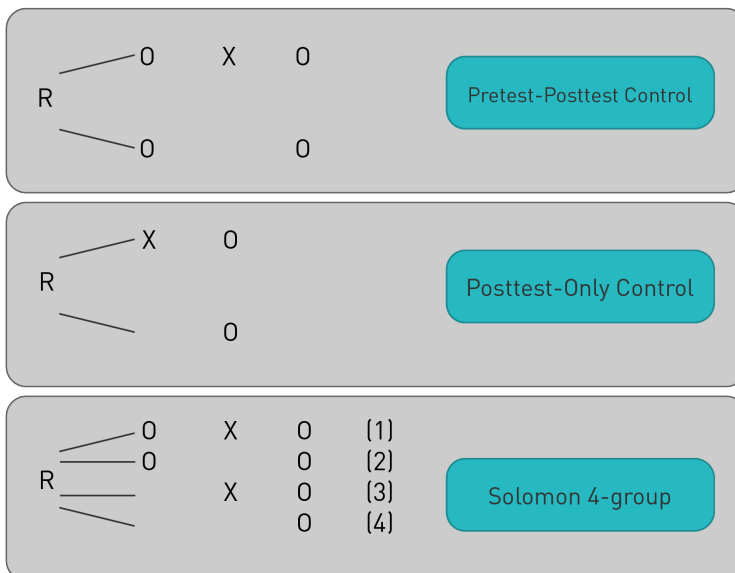 O X O
R
O O
Pretest-Posttest Control
X O
R
O
Posttest-Only Control
O X O (1)
O O (2)
R
X O (3)
O (4)
Solomon 4-group